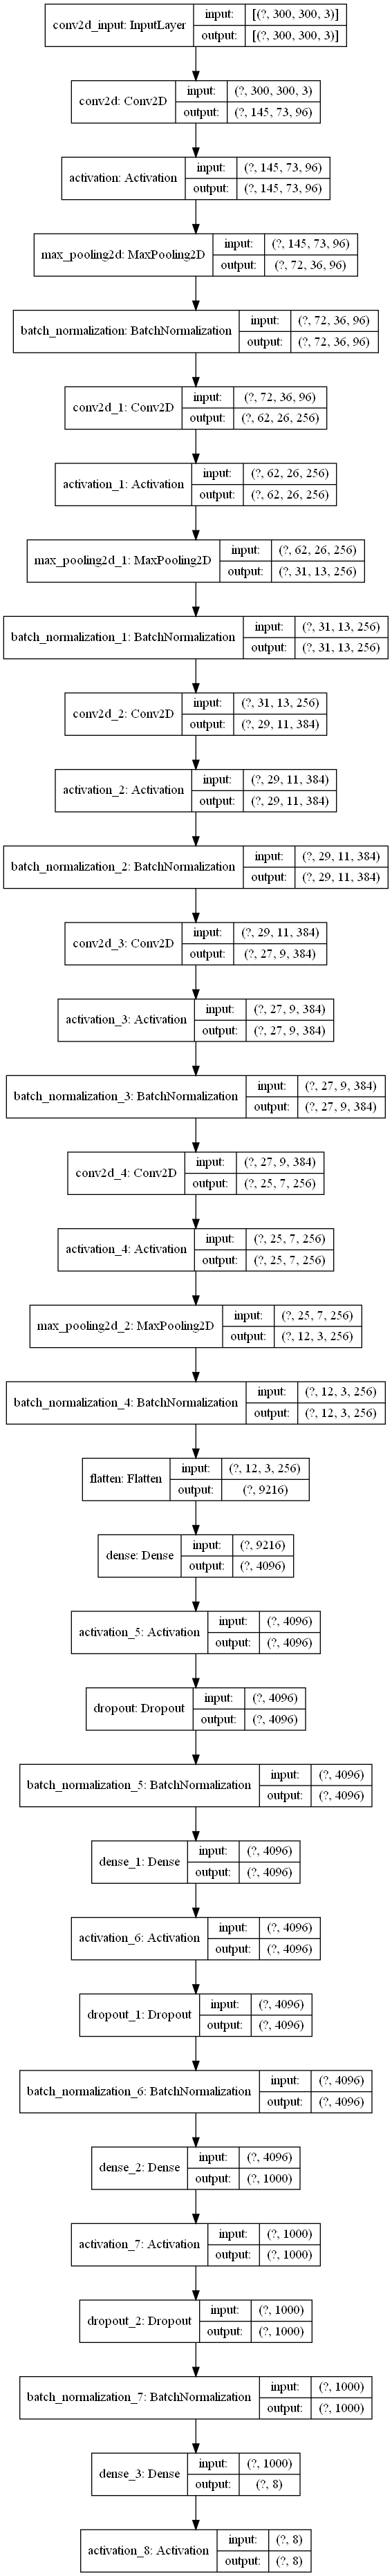 conv2d_input: InputLayer
input: [(?, 300, 300, 3)]
output: [(?, 300, 300, 3)]
conv2d: Conv2D
input: (?, 300, 300, 3)
output: (?, 145, 73, 96)
activation: Activation
input: (?, 145, 73, 96)
output: (?, 145, 73, 96)
max_pooling2d: MaxPooling2D
input: (?, 145, 73, 96)
output: (?, 72, 36, 96)
batch_normalization: BatchNormalization
input: (?, 72, 36, 96)
output: (?, 72, 36, 96)
conv2d_1: Conv2D
input: (?, 72, 36, 96)
output: (?, 62, 26, 256)
activation_1: Activation
input: (?, 62, 26, 256)
output: (?, 62, 26, 256)
max_pooling2d_1: MaxPooling2D
input: (?, 62, 26, 256)
output: (?, 31, 13, 256)
batch_normalization_1: BatchNormalization
input: (?, 31, 13, 256)
output: (?, 31, 13, 256)
conv2d_2: Conv2D
input: (?, 31, 13, 256)
output: (?, 29, 11, 384)
activation_2: Activation
input: (?, 29, 11, 384)
output: (?, 29, 11, 384)
batch_normalization_2: BatchNormalization
input: (?, 29, 11, 384)
output: (?, 29, 11, 384)
conv2d_3: Conv2D
input: (?, 29, 11, 384)
output: (?, 27, 9, 384)
activation_3: Activation
input: (?, 27, 9, 384)
output: (?, 27, 9, 384)
batch_normalization_3: BatchNormalization
input: (?, 27, 9, 384)
output: (?, 27, 9, 384)
conv2d_4: Conv2D
input: (?, 27, 9, 384)
output: (?, 25, 7, 256)
activation_4: Activation
input: (?, 25, 7, 256)
output: (?, 25, 7, 256)
max_pooling2d_2: MaxPooling2D
input: (?, 25, 7, 256)
output: (?, 12, 3, 256)
batch_normalization_4: BatchNormalization
input: (?, 12, 3, 256)
output: (?, 12, 3, 256)
flatten: Flatten
input: (?, 12, 3, 256)
output: (?, 9216)
dense: Dense
input: (?, 9216)
output: (?, 4096)
activation_5: Activation
input: (?, 4096)
output: (?, 4096)
dropout: Dropout
input: (?, 4096)
output: (?, 4096)
batch_normalization_5: BatchNormalization
input: (?, 4096)
output: (?, 4096)
dense_1: Dense
input: (?, 4096)
output: (?, 4096)
activation_6: Activation
input: (?, 4096)
output: (?, 4096)
dropout_1: Dropout
input: (?, 4096)
output: (?, 4096)
batch_normalization_6: BatchNormalization
input: (?, 4096)
output: (?, 4096)
dense_2: Dense
input: (?, 4096)
output: (?, 1000)
activation_7: Activation
input: (?, 1000)
output: (?, 1000)
dropout_2: Dropout
input: (?, 1000)
output: (?, 1000)
batch_normalization_7: BatchNormalization
input: (?, 1000)
output: (?, 1000)
dense_3: Dense
input: (?, 1000)
output: (?, 8)
activation_8: Activation
input: (?, 8)
output: (?, 8)